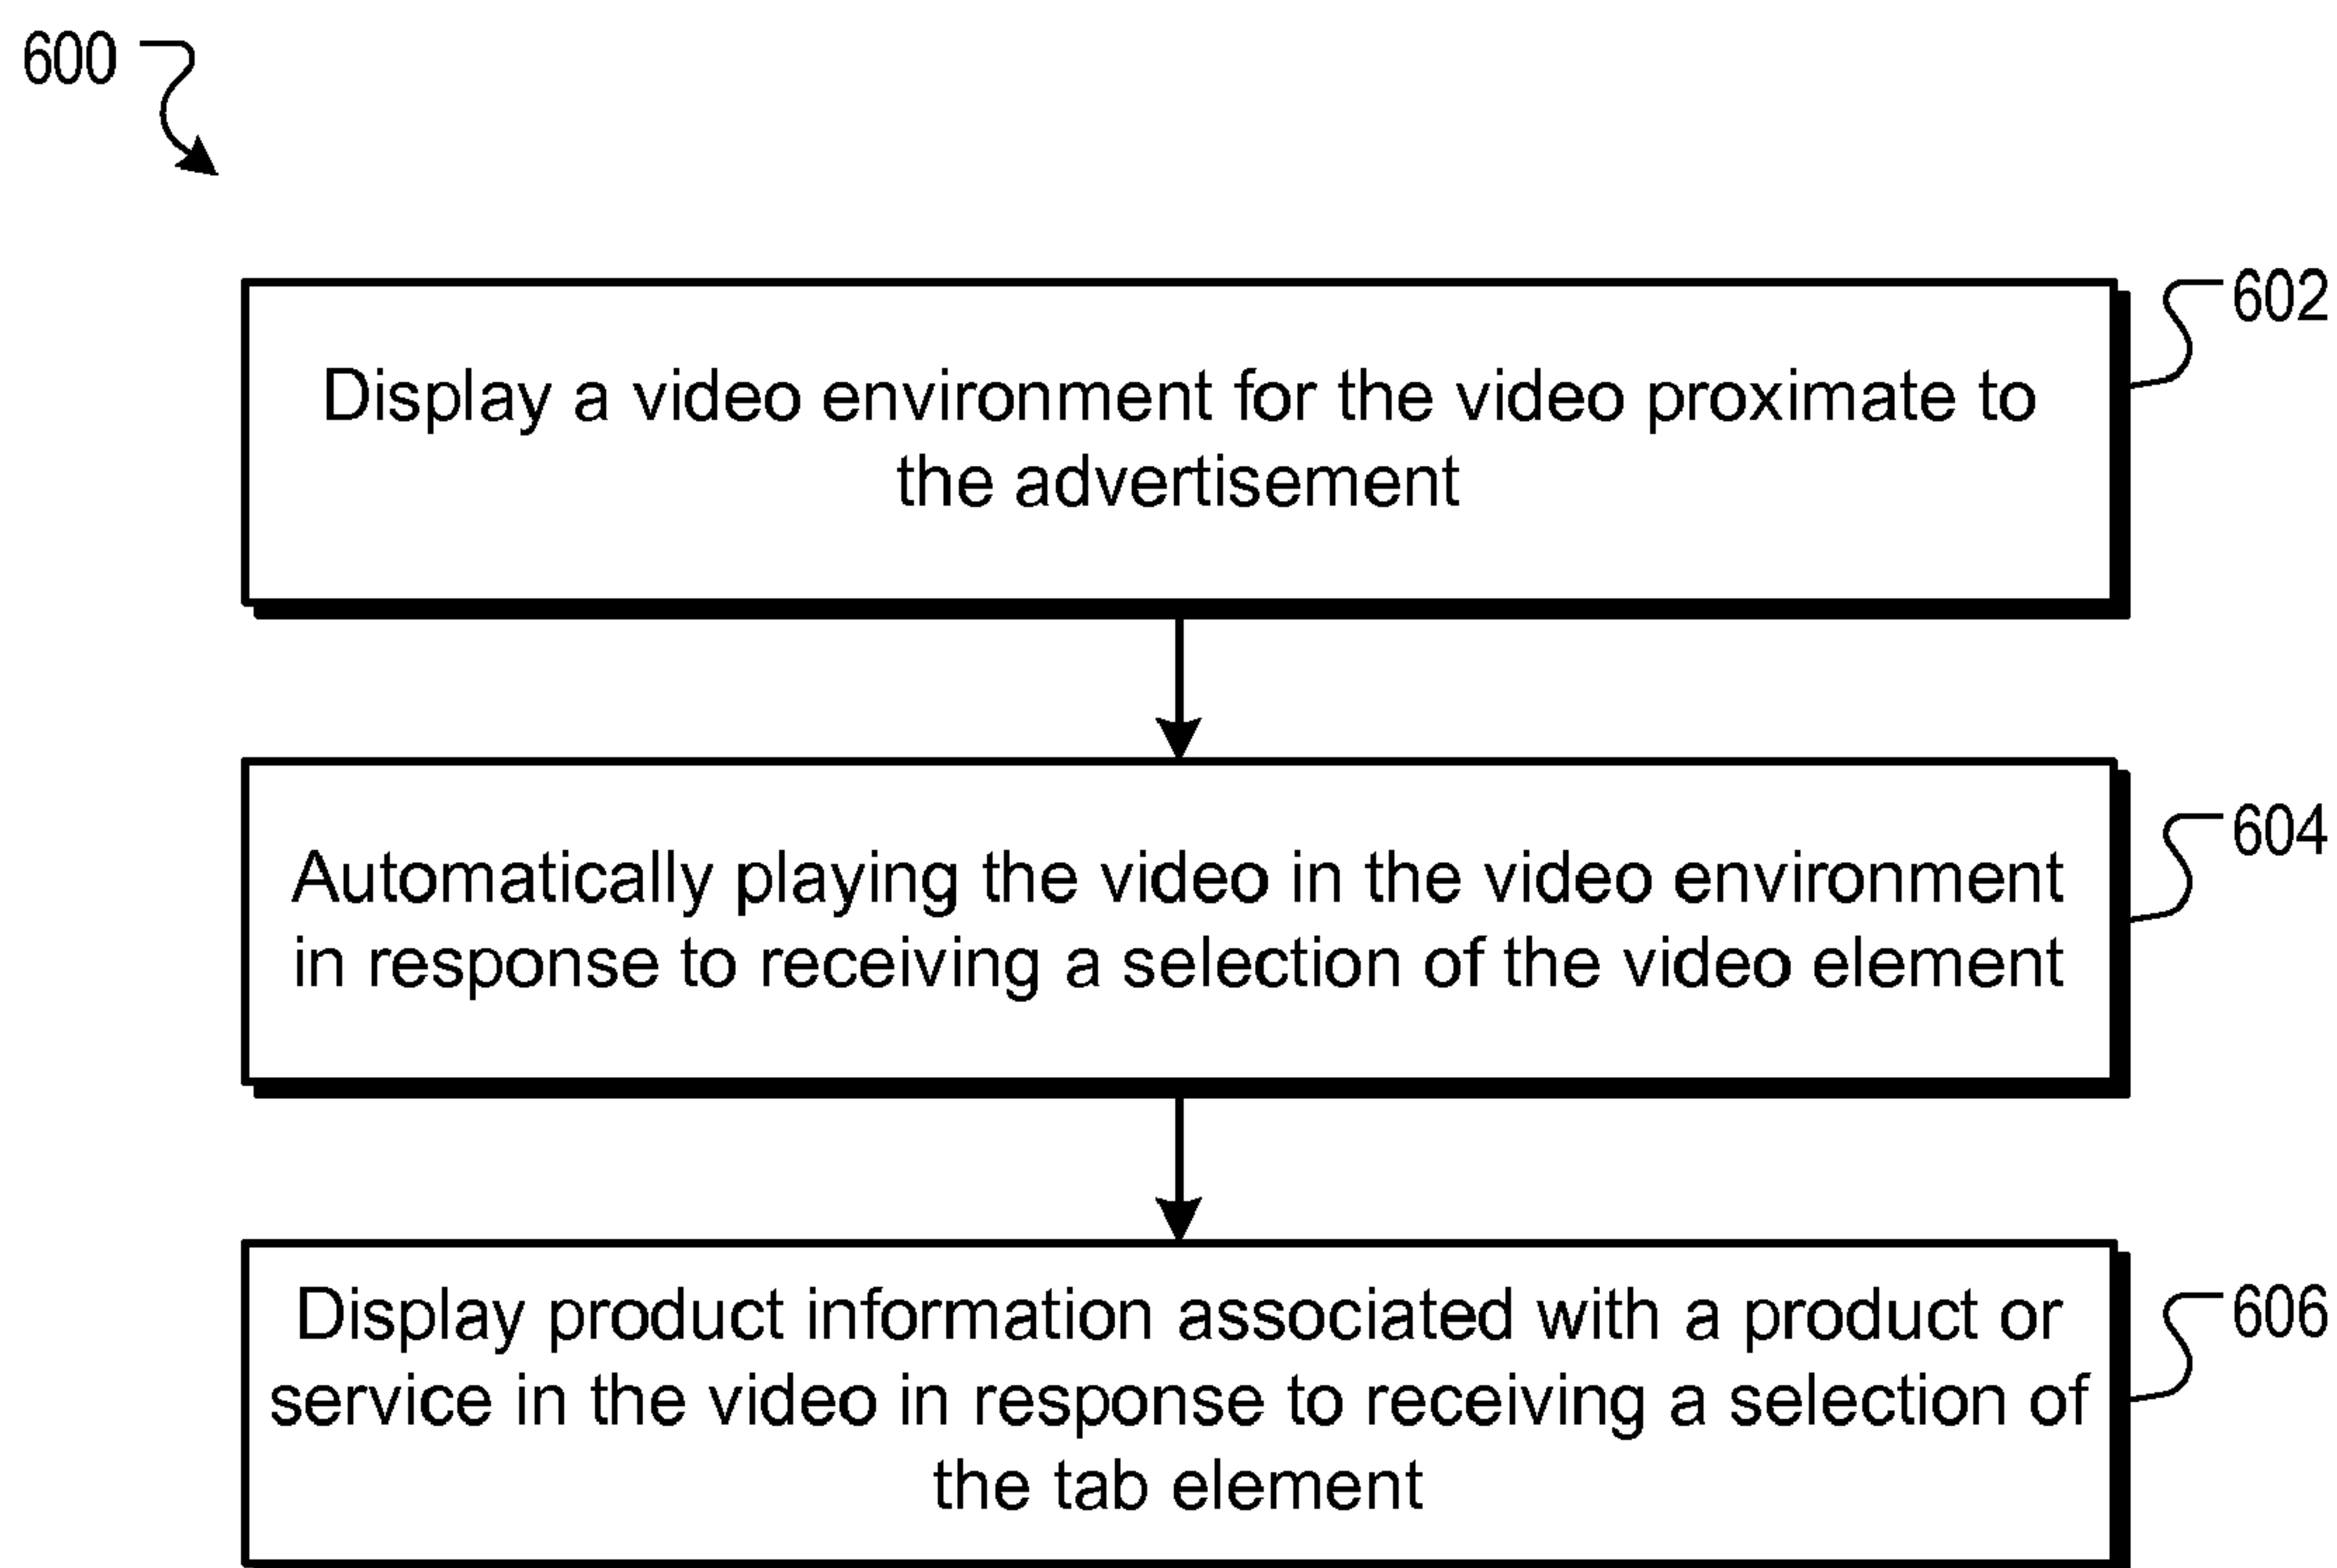 600
602
Display a video environment for the video proximate to
the advertisement
604
Automatically playing the video in the video environment
in response to receiving a selection of the video element
606
Display product information associated with a product or
service in the video in response to receiving a selection of
the tab element